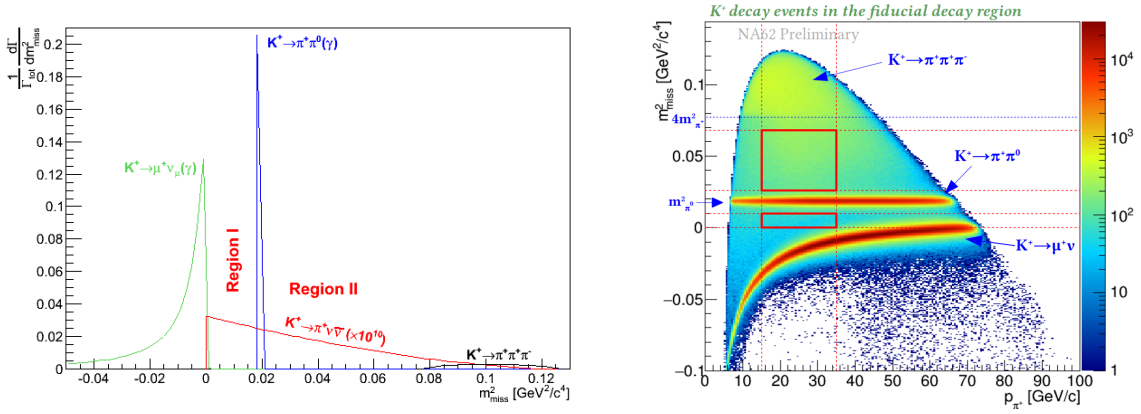 K⁺ decay events in the fiducial decay region
NA62 Preliminary
1/Γtot dΓ/dm²miss
0.2
0.18
0.16
0.14
0.12
0.1
0.08
0.06
0.04
0.02
0
K⁺→π⁺π⁰(γ)
K⁺→μ⁺νμ(γ)
Region I
Region II
K⁺→π⁺νν̄ (×10¹⁰)
K⁺→π⁺π⁺π⁻
-0.04 -0.02 0 0.02 0.04 0.06 0.08 0.1 0.12
m²miss [GeV²/c⁴]
m²miss [GeV²/c⁴]
0.1
4m²π⁺
0.05
m²π⁰
0
-0.05
-0.1
K⁺→π⁺π⁺π⁻
K⁺→π⁺π⁰
K⁺→μ⁺ν
0 10 20 30 40 50 60 70 80 90 100
pπ⁺ [GeV/c]
10⁴
10³
10²
10
1